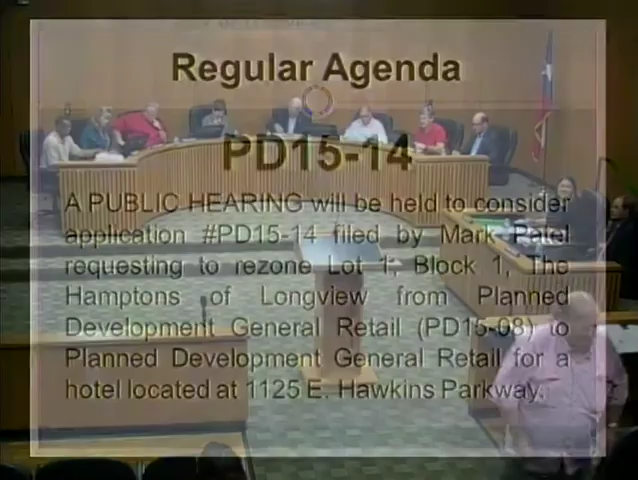 Regular Agenda
PD15-14
A PUBLIC HEARING will be held to consider
application #PD15-14 filed by Mark Patel
requesting to rezone Lot 1, Block 1, The
Hamptons of Longview from Planned
Development General Retail (PD15-08) to
Planned Development General Retail for a
hotel located at 1125 E. Hawkins Parkway.